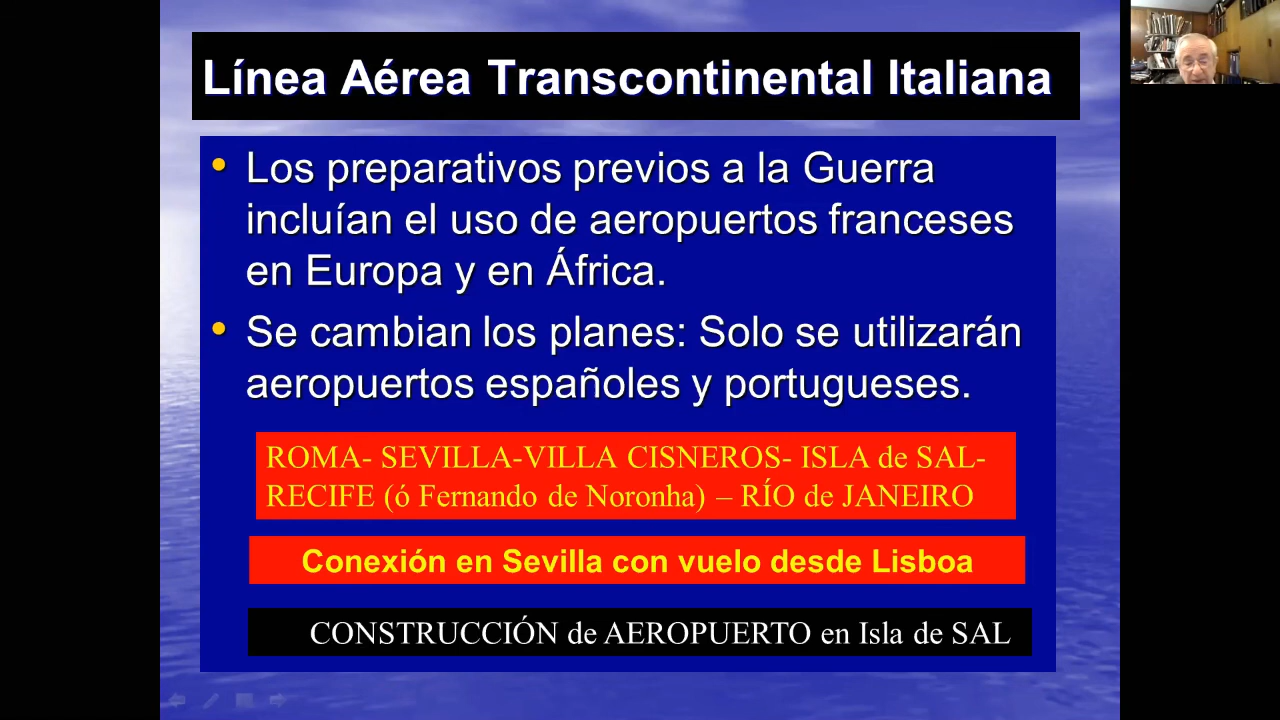 Línea Aérea Transcontinental Italiana
• Los preparativos previos a la Guerra
incluían el uso de aeropuertos franceses
en Europa y en África.
• Se cambian los planes: Solo se utilizarán
aeropuertos españoles y portugueses.
ROMA- SEVILLA-VILLA CISNEROS- ISLA de SAL-
RECIFE (ó Fernando de Noronha) – RÍO de JANEIRO
Conexión en Sevilla con vuelo desde Lisboa
CONSTRUCCIÓN de AEROPUERTO en Isla de SAL